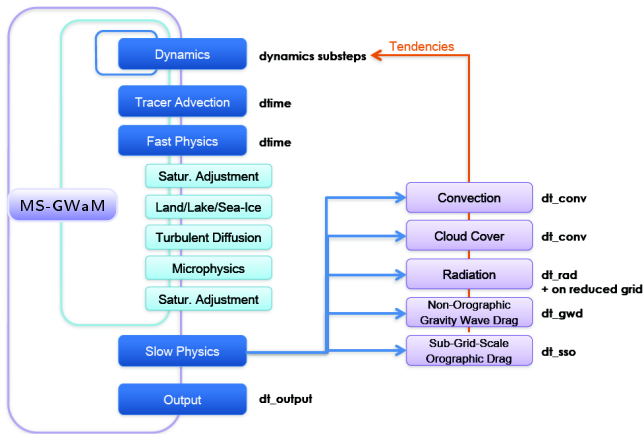 Tendencies
Dynamics
dynamics substeps
Tracer Advection
dtime
Fast Physics
dtime
Satur. Adjustment
Land/Lake/Sea-Ice
Turbulent Diffusion
Microphysics
Satur. Adjustment
MS-GWaM
Slow Physics
Output
dt_output
Convection
dt_conv
Cloud Cover
dt_conv
Radiation
dt_rad
+ on reduced grid
Non-Orographic
Gravity Wave Drag
dt_gwd
Sub-Grid-Scale
Orographic Drag
dt_sso